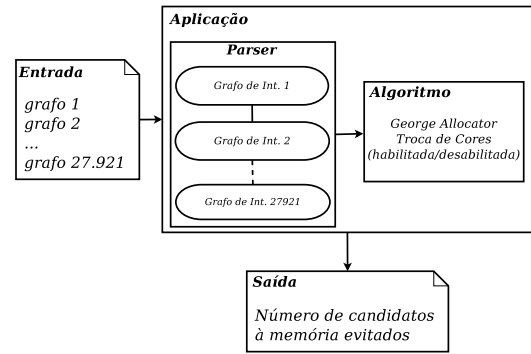 Aplicação
Entrada
grafo 1
grafo 2
...
grafo 27.921
Parser
Grafo de Int. 1
Grafo de Int. 2
Grafo de Int. 27921
Algoritmo
George Allocator
Troca de Cores
(habilitada/desabilitada)
Saída
Número de candidatos
à memória evitados